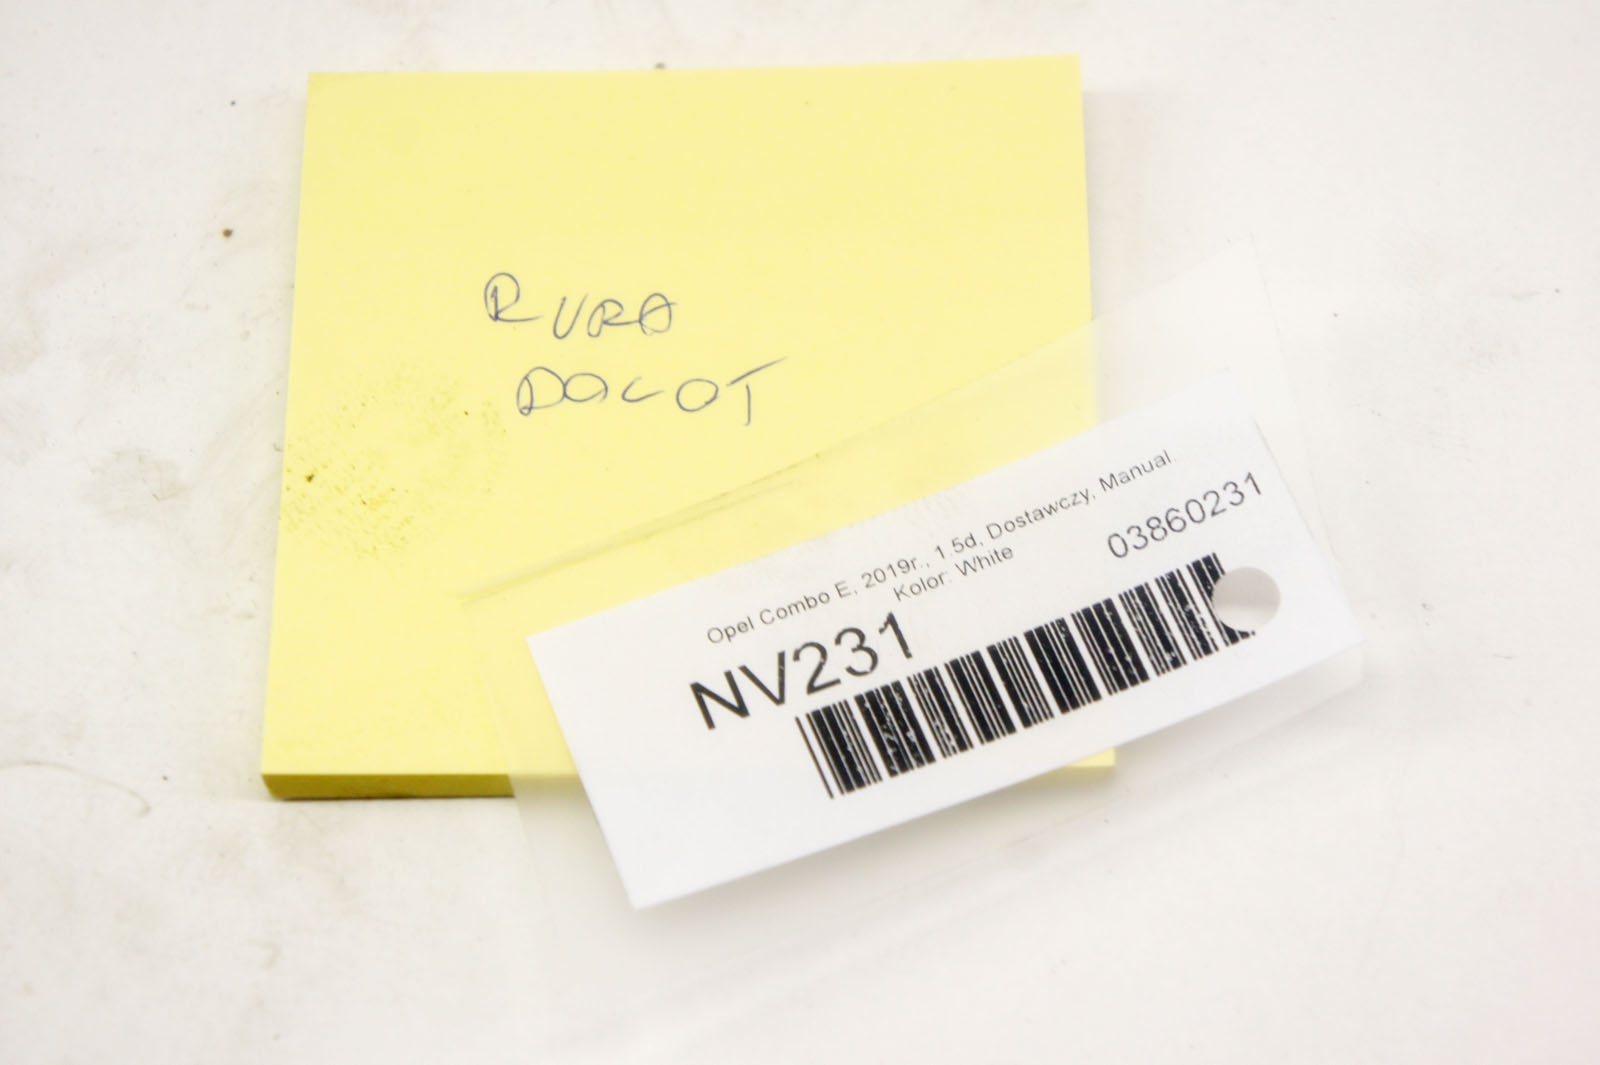 RURA
DOLOT
Opel Combo E, 2019r., 1.5d, Dostawczy, Manual
Kolor: White
03860231
NV231